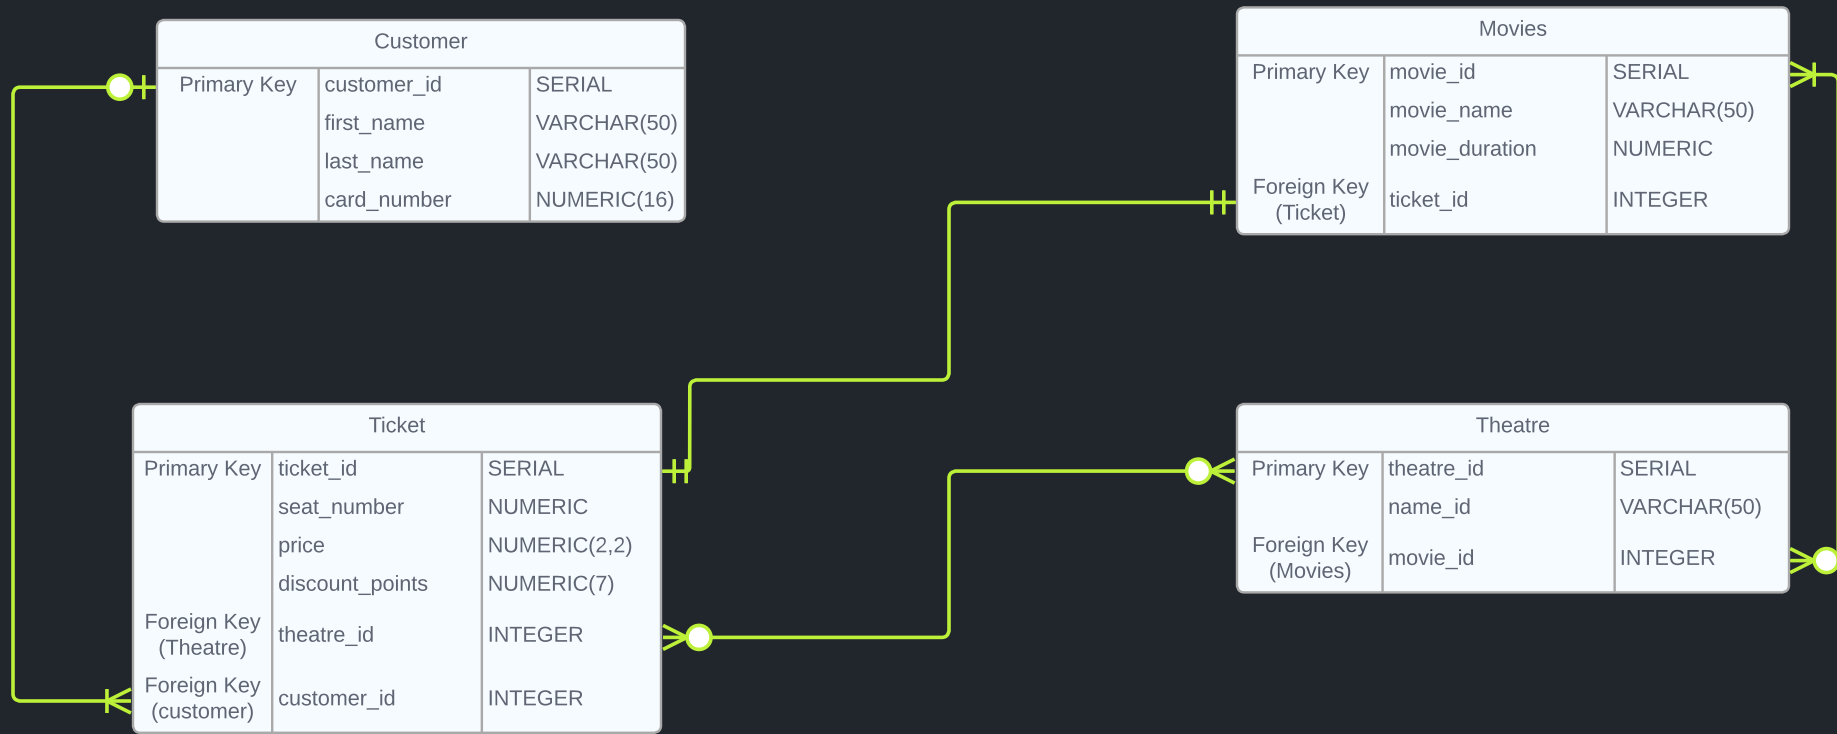 Customer
Primary Key customer_id SERIAL
first_name VARCHAR(50)
last_name VARCHAR(50)
card_number NUMERIC(16)
Movies
Primary Key movie_id SERIAL
movie_name VARCHAR(50)
movie_duration NUMERIC
Foreign Key
(Ticket) ticket_id INTEGER
Ticket
Primary Key ticket_id SERIAL
seat_number NUMERIC
price NUMERIC(2,2)
discount_points NUMERIC(7)
Foreign Key
(Theatre) theatre_id INTEGER
Foreign Key
(customer) customer_id INTEGER
Theatre
Primary Key theatre_id SERIAL
name_id VARCHAR(50)
Foreign Key
(Movies) movie_id INTEGER